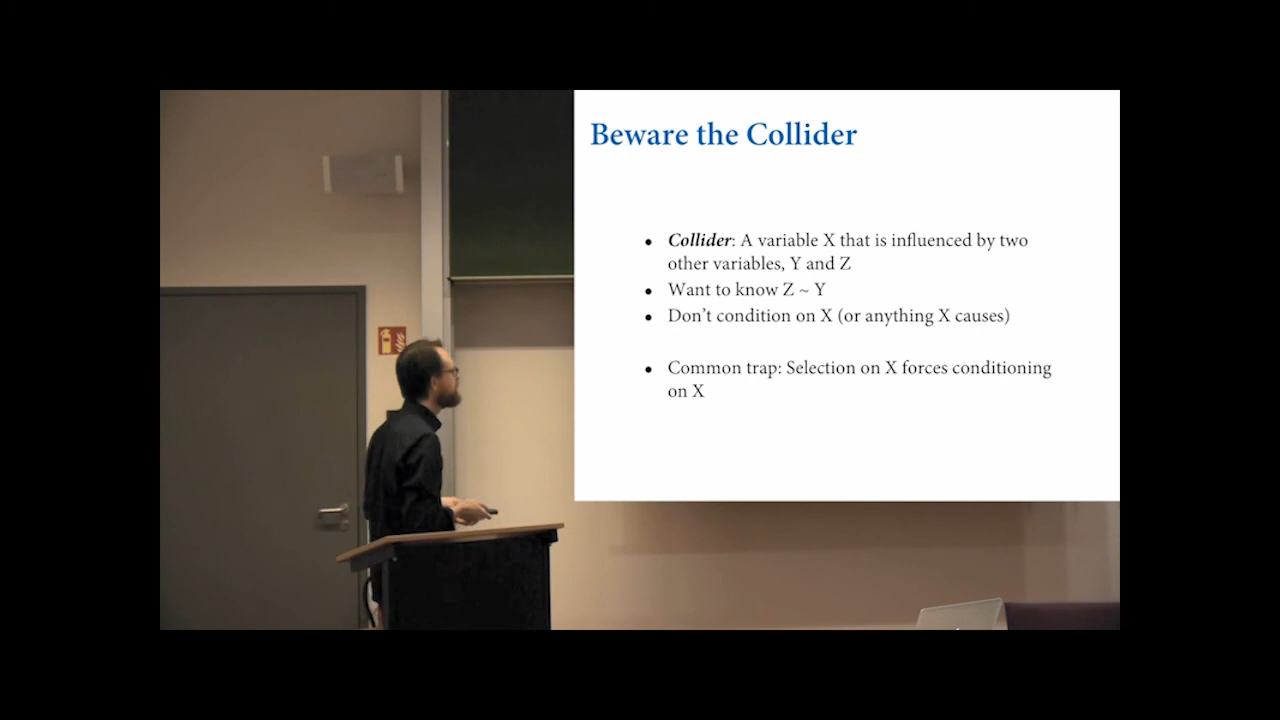 Beware the Collider
• Collider: A variable X that is influenced by two
other variables, Y and Z
• Want to know Z ~ Y
• Don't condition on X (or anything X causes)
• Common trap: Selection on X forces conditioning
on X